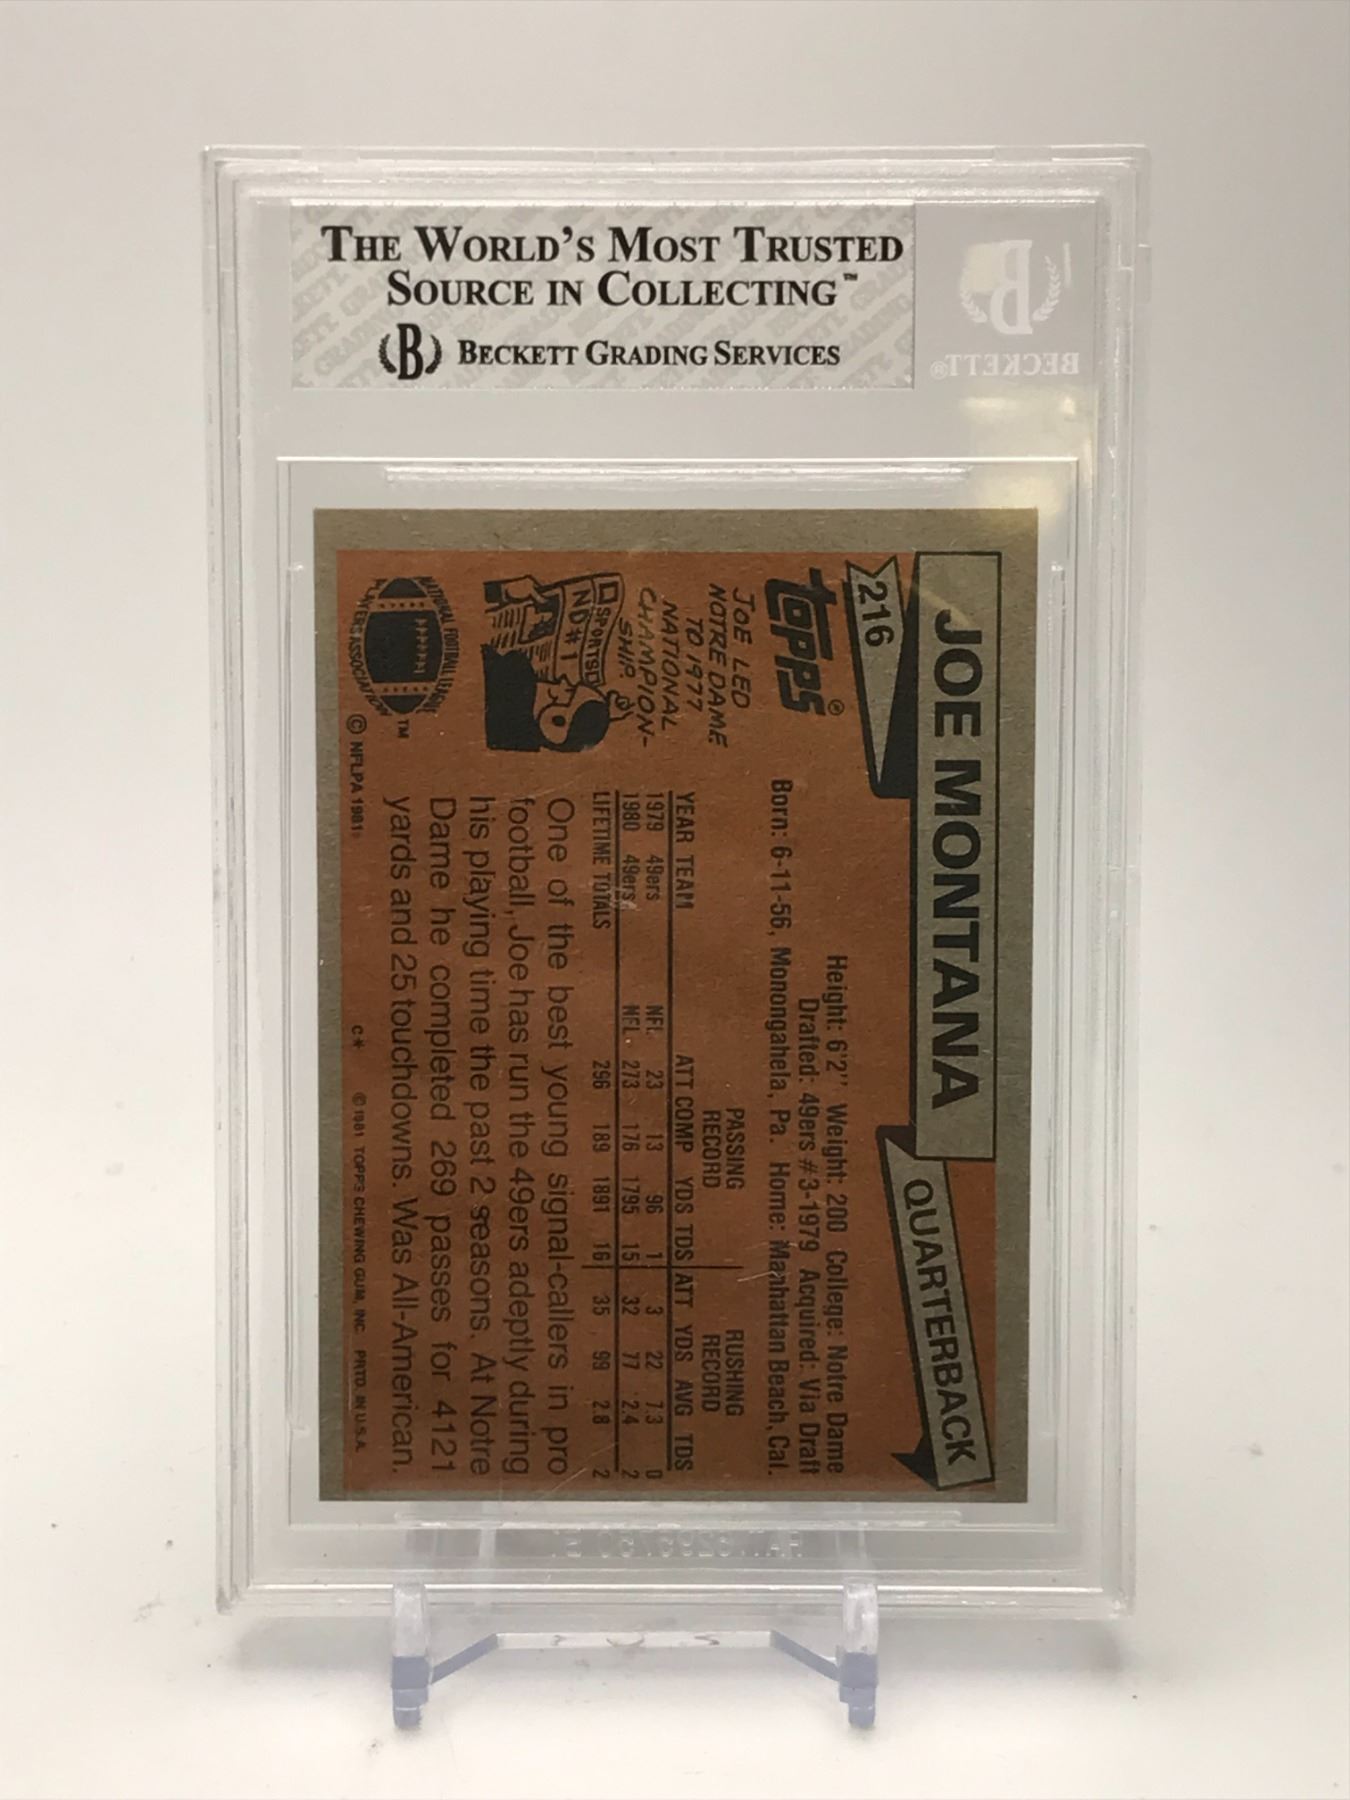 THE WORLD'S MOST TRUSTED
SOURCE IN COLLECTING™
B BECKETT GRADING SERVICES
B
BECKETT®
JOE MONTANA
QUARTERBACK
216
TOPPS®
Height: 6'2" Weight: 200 College: Notre Dame
Drafted: 49ers #3-1979 Acquired: Via Draft
Born: 6-11-56, Monongahela, Pa. Home: Manhattan Beach, Cal.
JOE LED
NOTRE DAME
TO 1977
NATIONAL
CHAMPION-
SHIP.
SPORTS
ND #1
PASSING RUSHING
RECORD RECORD
YEAR TEAM ATT COMP YDS TDS ATT YDS AVG TDS
1979 49ers NFL 23 13 96 1 3 22 7.3 0
1980 49ers NFL 273 176 1795 15 32 77 2.4 2
LIFETIME TOTALS 296 189 1891 16 35 99 2.8 2
One of the best young signal-callers in pro
football, Joe has run the 49ers adeptly during
his playing time the past 2 seasons. At Notre
Dame he completed 269 passes for 4121
yards and 25 touchdowns. Was All-American.
NATIONAL FOOTBALL LEAGUE
PLAYERS ASSOCIATION
™
© NFLPA 1981 C* © 1981 TOPPS CHEWING GUM, INC. PRTD. IN U.S.A.